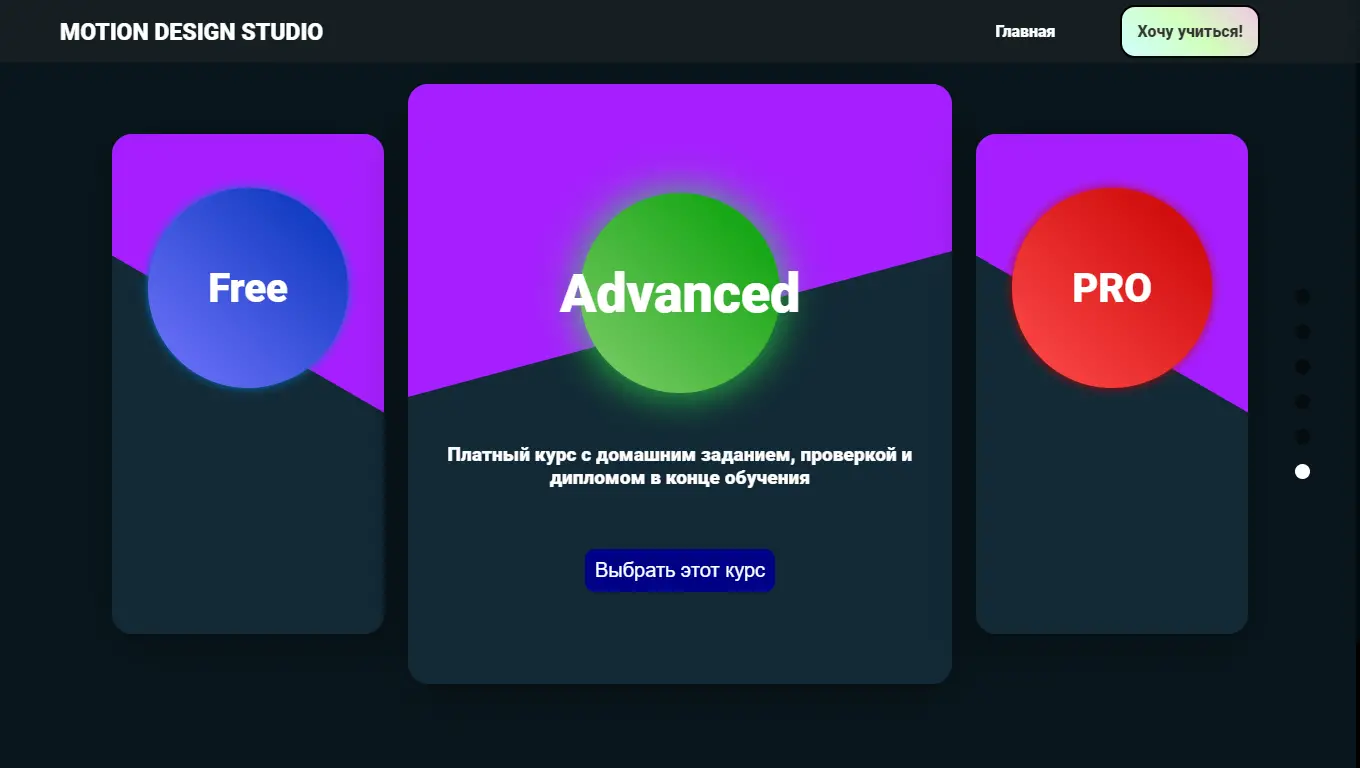 MOTION DESIGN STUDIO
Главная
Хочу учиться!
Free
Advanced
PRO
Платный курс с домашним заданием, проверкой и
дипломом в конце обучения
Выбрать этот курс